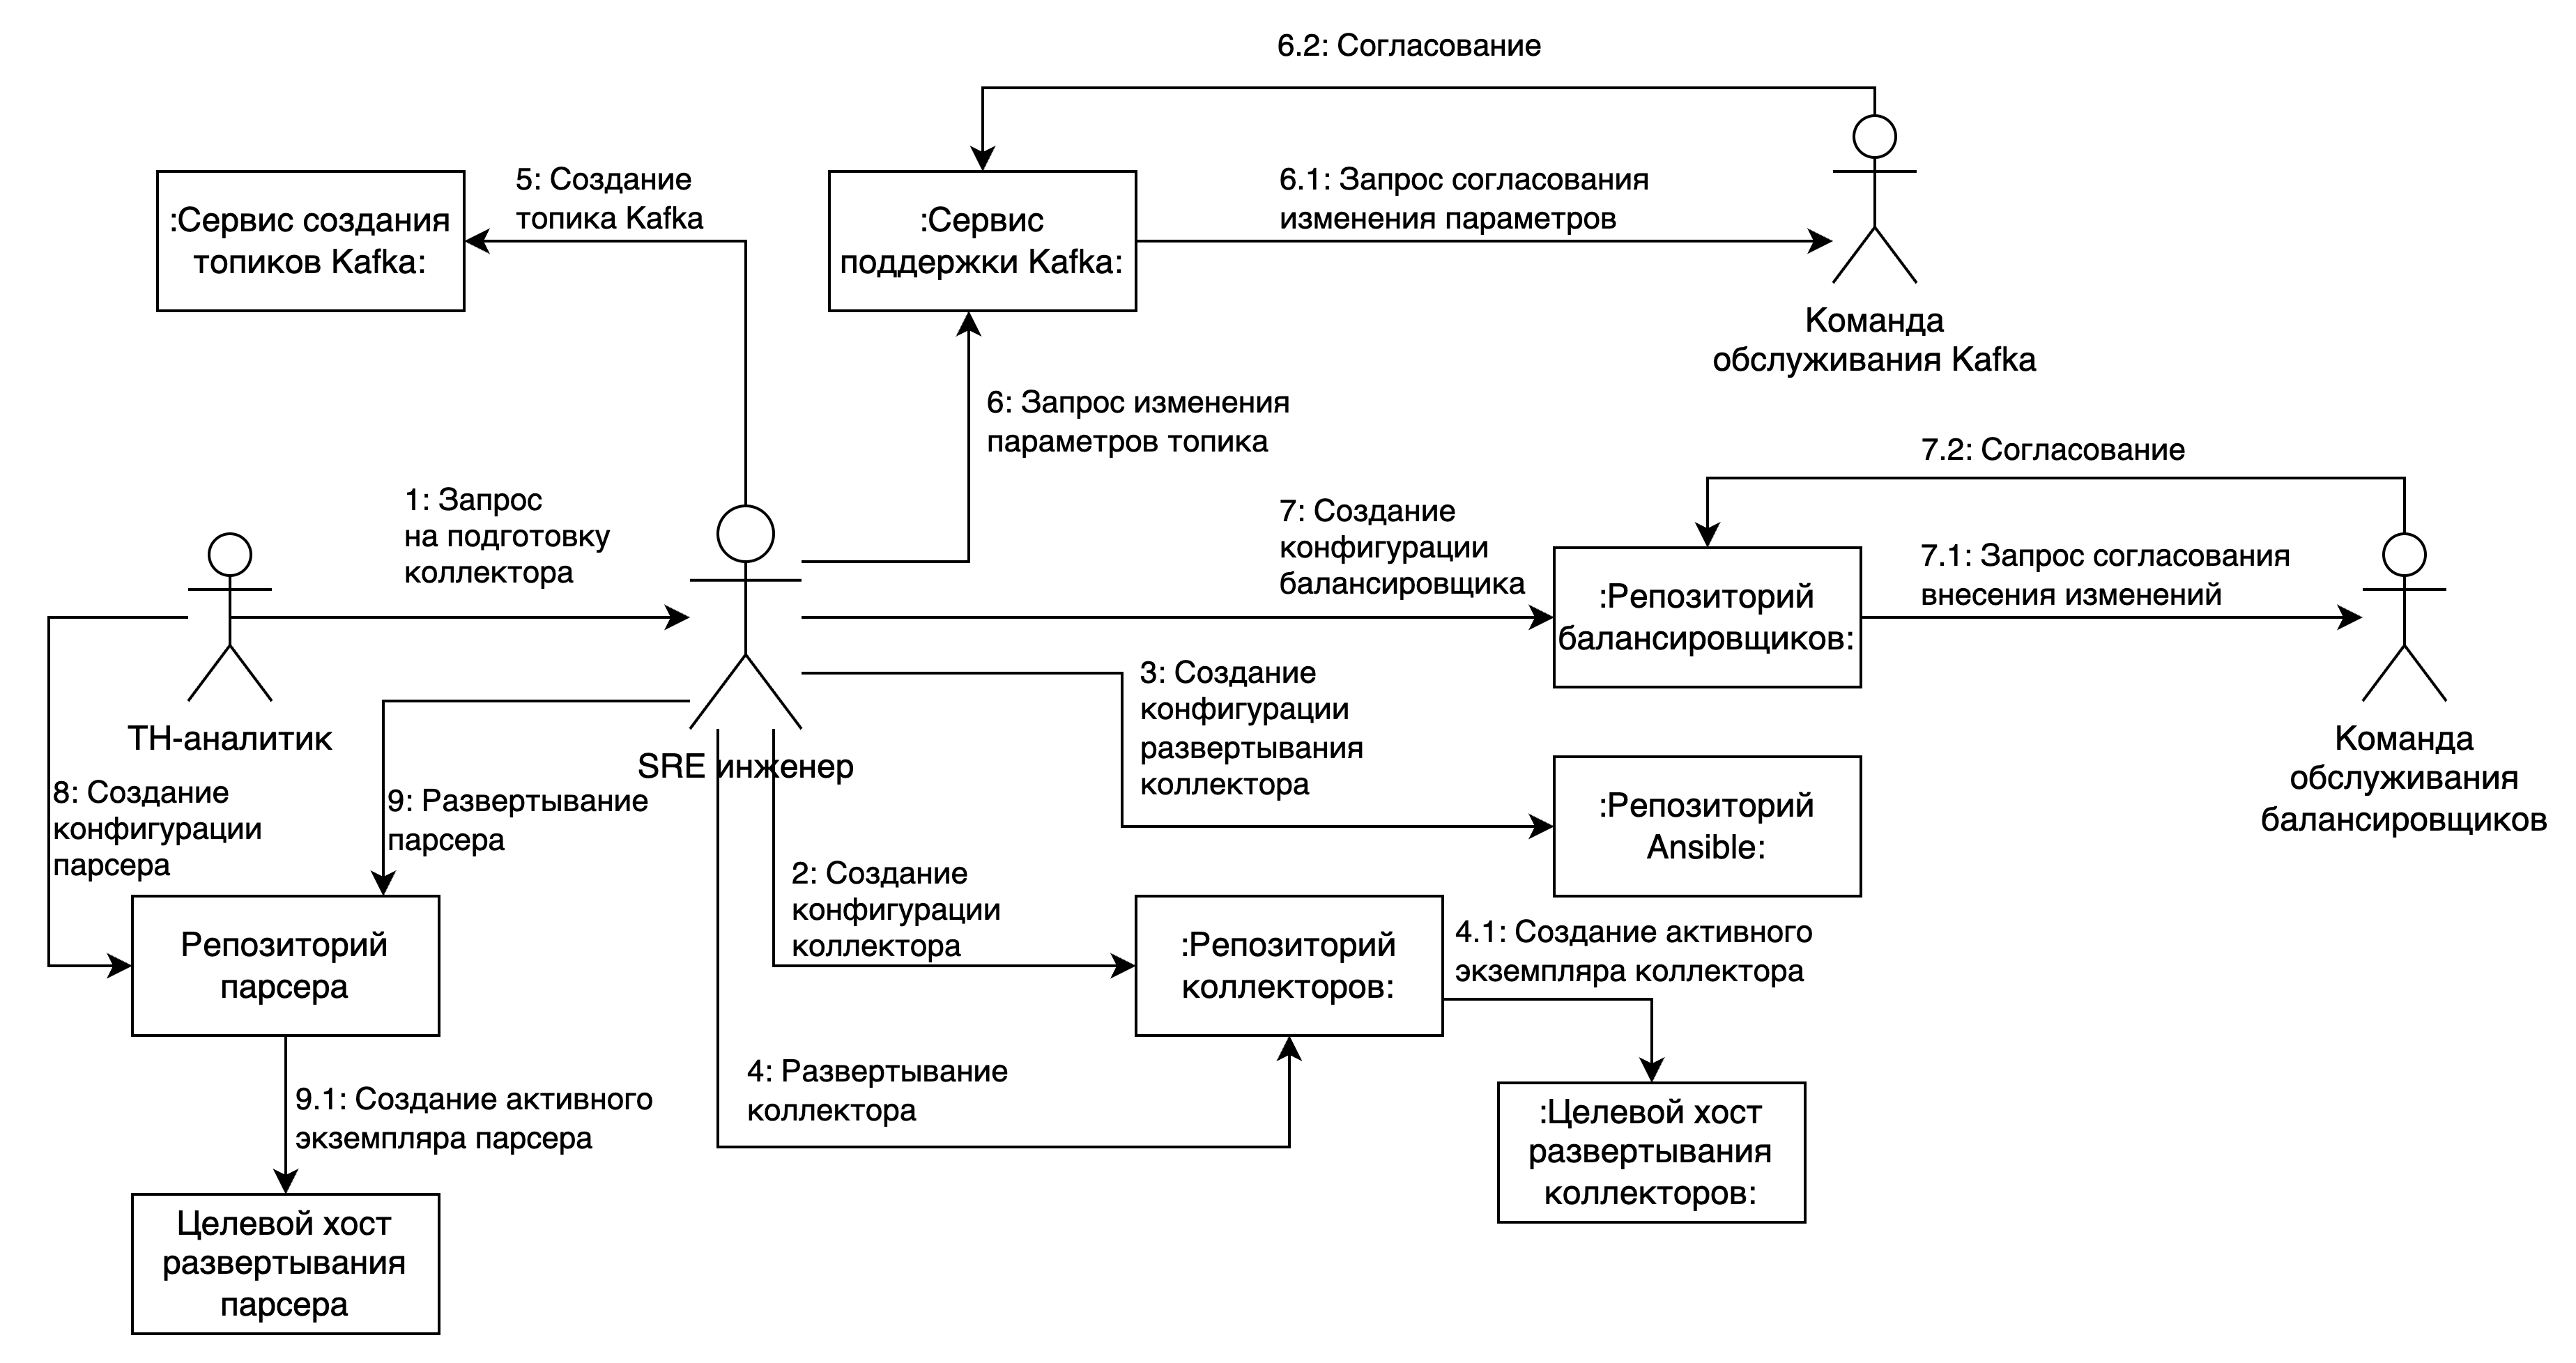 6.2: Согласование
5: Создание
топика Kafka
6.1: Запрос согласования
изменения параметров
:Сервис создания
топиков Kafka:
:Сервис
поддержки Kafka:
Команда
обслуживания Kafka
6: Запрос изменения
параметров топика
7.2: Согласование
1: Запрос
на подготовку
коллектора
7: Создание
конфигурации
балансировщика
7.1: Запрос согласования
внесения изменений
:Репозиторий
балансировщиков:
3: Создание
конфигурации
развертывания
коллектора
ТН-аналитик
SRE инженер
Команда
обслуживания
балансировщиков
8: Создание
конфигурации
парсера
9: Развертывание
парсера
:Репозиторий
Ansible:
2: Создание
конфигурации
коллектора
Репозиторий
парсера
:Репозиторий
коллекторов:
4.1: Создание активного
экземпляра коллектора
4: Развертывание
коллектора
9.1: Создание активного
экземпляра парсера
:Целевой хост
развертывания
коллекторов:
Целевой хост
развертывания
парсера